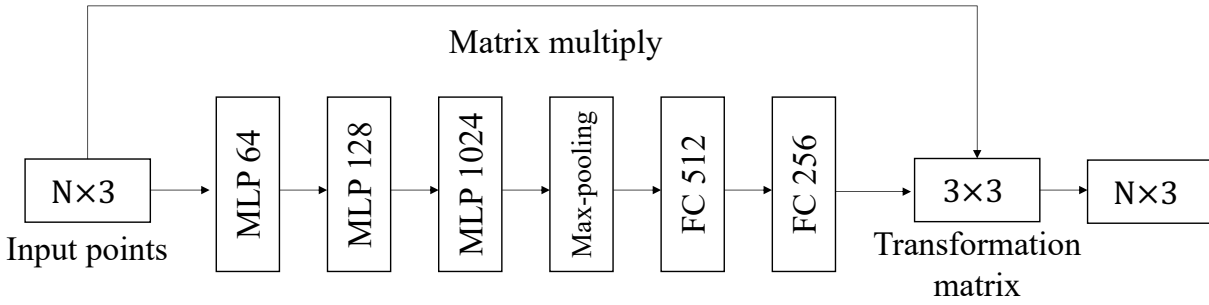 Matrix multiply
N×3
Input points
MLP 64
MLP 128
MLP 1024
Max-pooling
FC 512
FC 256
3×3
Transformation
matrix
N×3